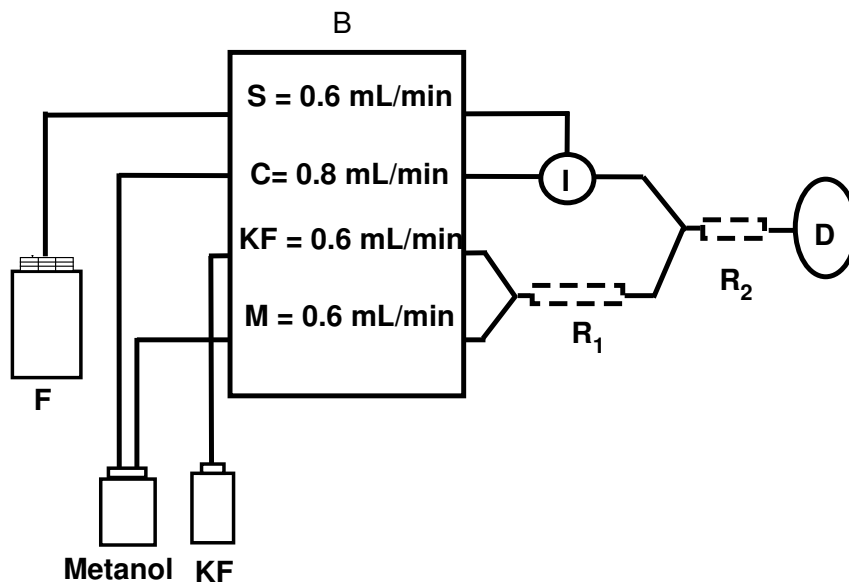 B
S = 0.6 mL/min
C= 0.8 mL/min
I
KF = 0.6 mL/min
D
R2
M = 0.6 mL/min
R1
F
Metanol
KF